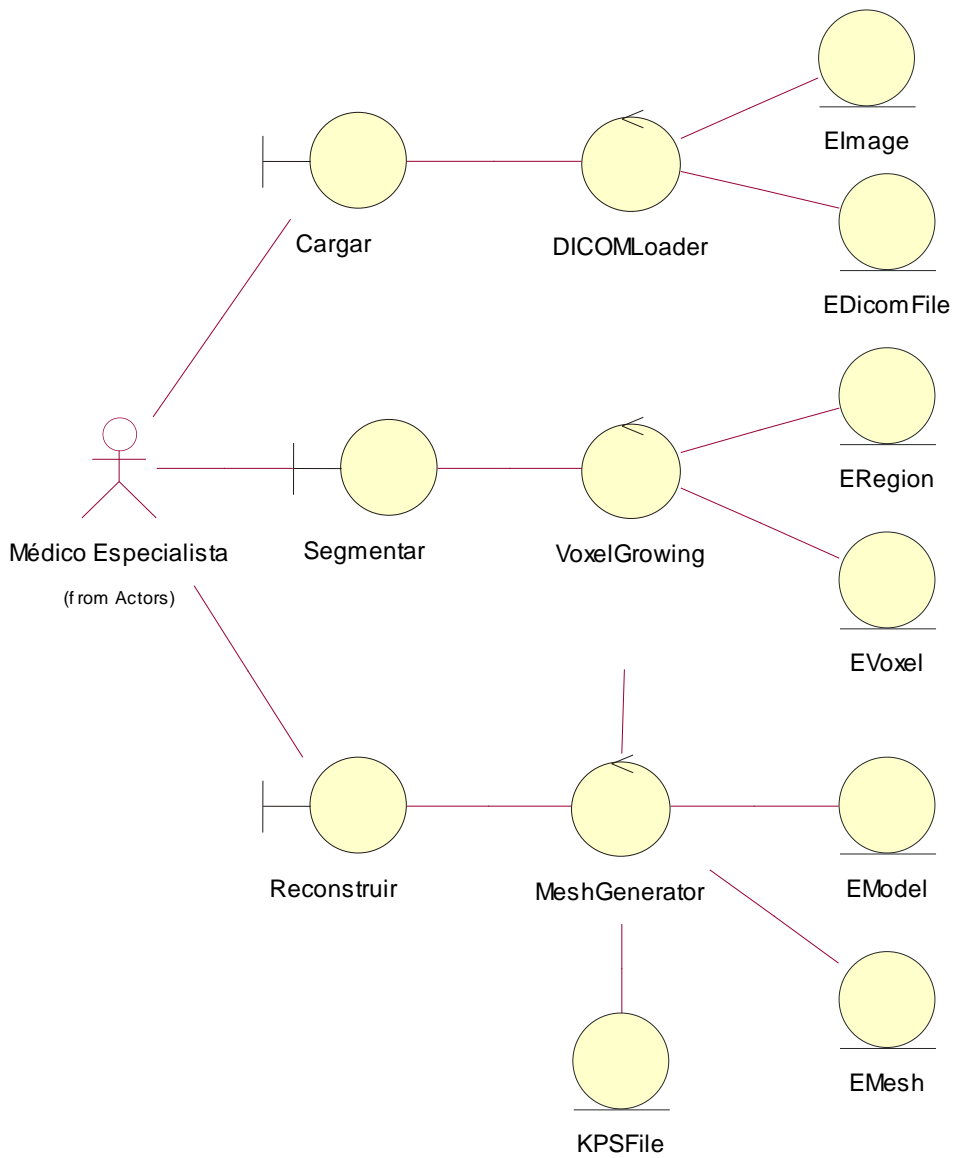 EImage
Cargar
DICOMLoader
EDicomFile
ERegion
Médico Especialista
(from Actors)
Segmentar
VoxelGrowing
EVoxel
Reconstruir
MeshGenerator
EModel
EMesh
KPSFile